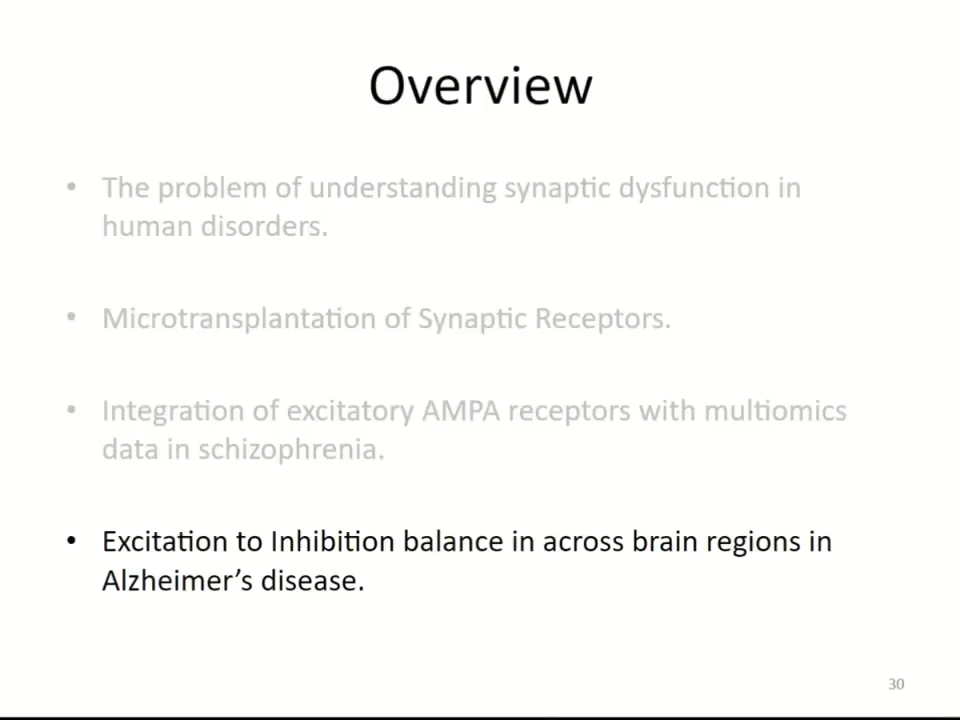 Overview
• The problem of understanding synaptic dysfunction in
human disorders.
• Microtransplantation of Synaptic Receptors.
• Integration of excitatory AMPA receptors with multiomics
data in schizophrenia.
• Excitation to Inhibition balance in across brain regions in
Alzheimer’s disease.
30